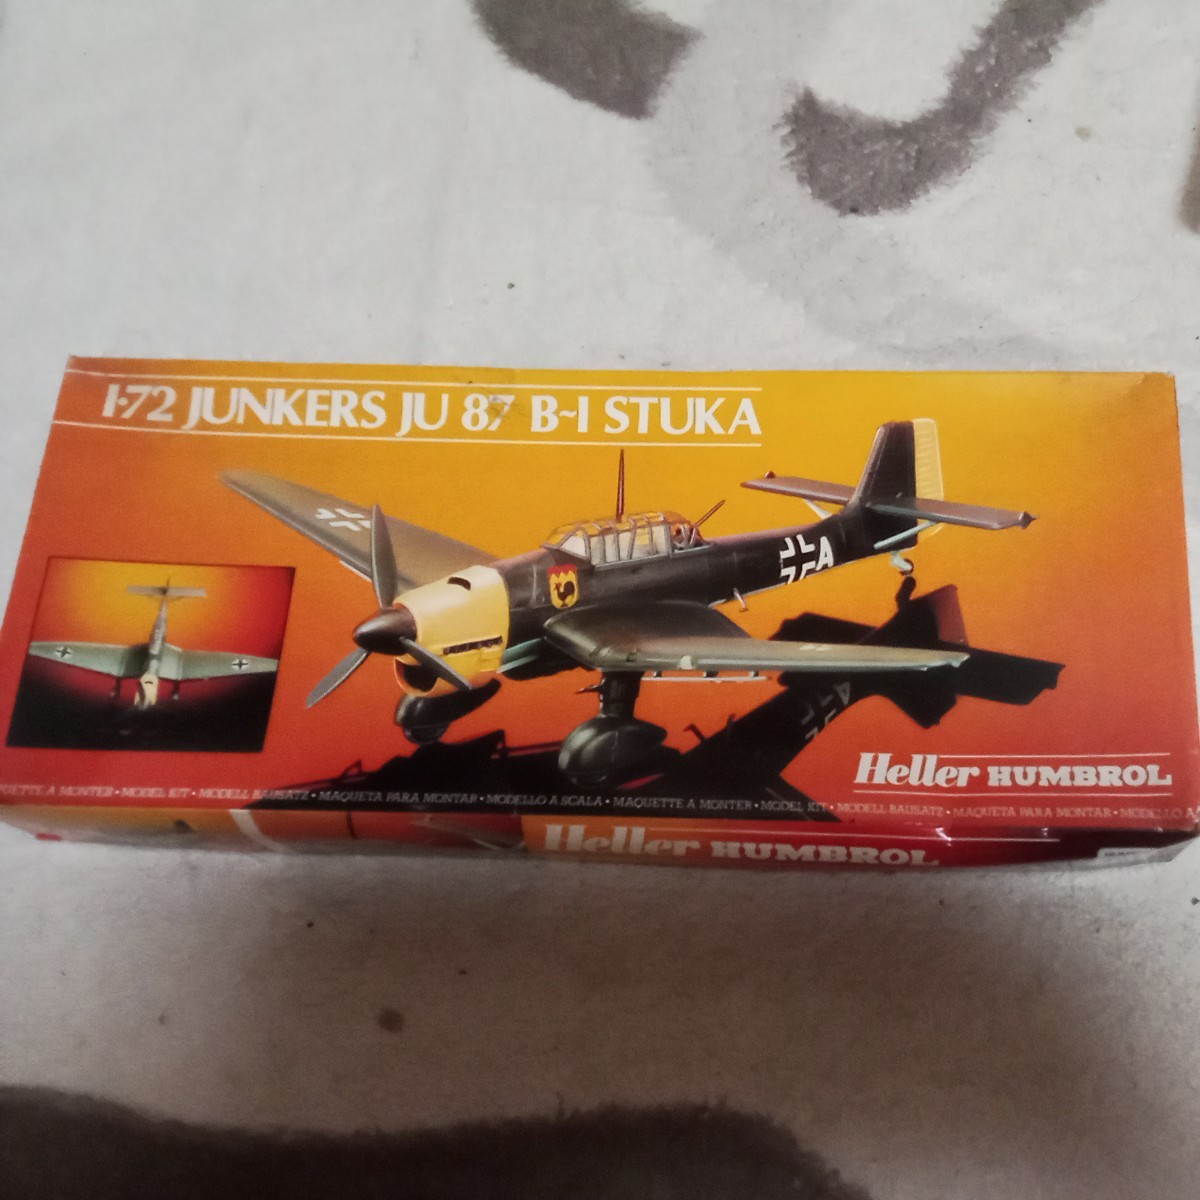 1-72 JUNKERS JU 87 B~1 STUKA
A
Heller HUMBROL
MAQUETTE A MONTER • MODEL KIT • MODELL BAUSATZ • MAQUETA PARA MONTAR • MODELLO A SCALA • MAQUETTE A MONTER • MODEL KIT • MODELL BAUSATZ • MAQUETA PARA MONTAR • MODELLO A
Heller HUMBROL